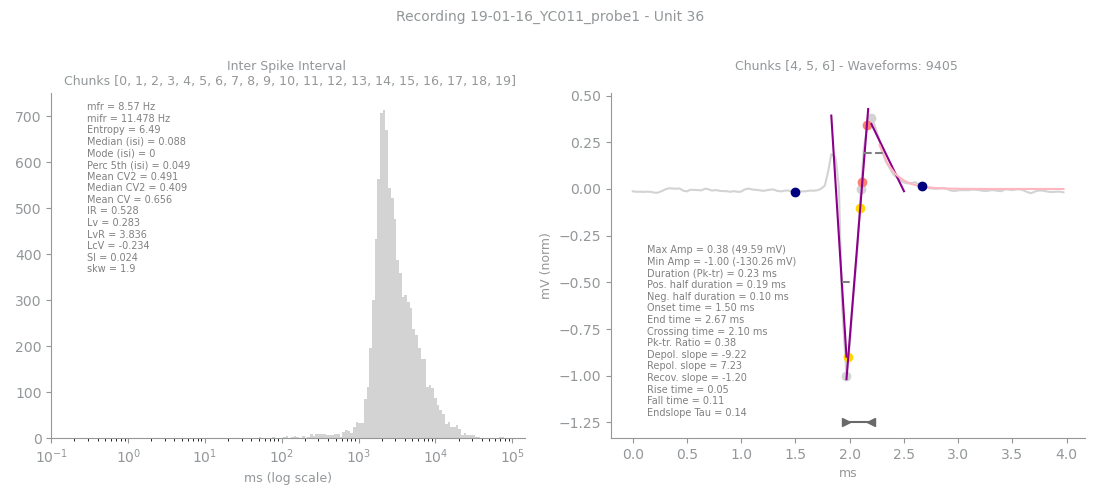 Recording 19-01-16_YC011_probe1 - Unit 36
Inter Spike Interval
Chunks [0, 1, 2, 3, 4, 5, 6, 7, 8, 9, 10, 11, 12, 13, 14, 15, 16, 17, 18, 19]
mfr = 8.57 Hz
mifr = 11.478 Hz
Entropy = 6.49
Median (isi) = 0.088
Mode (isi) = 0
Perc 5th (isi) = 0.049
Mean CV2 = 0.491
Median CV2 = 0.409
Mean CV = 0.656
IR = 0.528
Lv = 0.283
LvR = 3.836
LcV = -0.234
SI = 0.024
skw = 1.9
700
600
500
400
300
200
100
0
10⁻¹ 10⁰ 10¹ 10² 10³ 10⁴ 10⁵
ms (log scale)
Chunks [4, 5, 6] - Waveforms: 9405
0.50
0.25
0.00
−0.25
−0.50
−0.75
−1.00
−1.25
mV (norm)
Max Amp = 0.38 (49.59 mV)
Min Amp = -1.00 (-130.26 mV)
Duration (Pk-tr) = 0.23 ms
Pos. half duration = 0.19 ms
Neg. half duration = 0.10 ms
Onset time = 1.50 ms
End time = 2.67 ms
Crossing time = 2.10 ms
Pk-tr. Ratio = 0.38
Depol. slope = -9.22
Repol. slope = 7.23
Recov. slope = -1.20
Rise time = 0.05
Fall time = 0.11
Endslope Tau = 0.14
0.0 0.5 1.0 1.5 2.0 2.5 3.0 3.5 4.0
ms